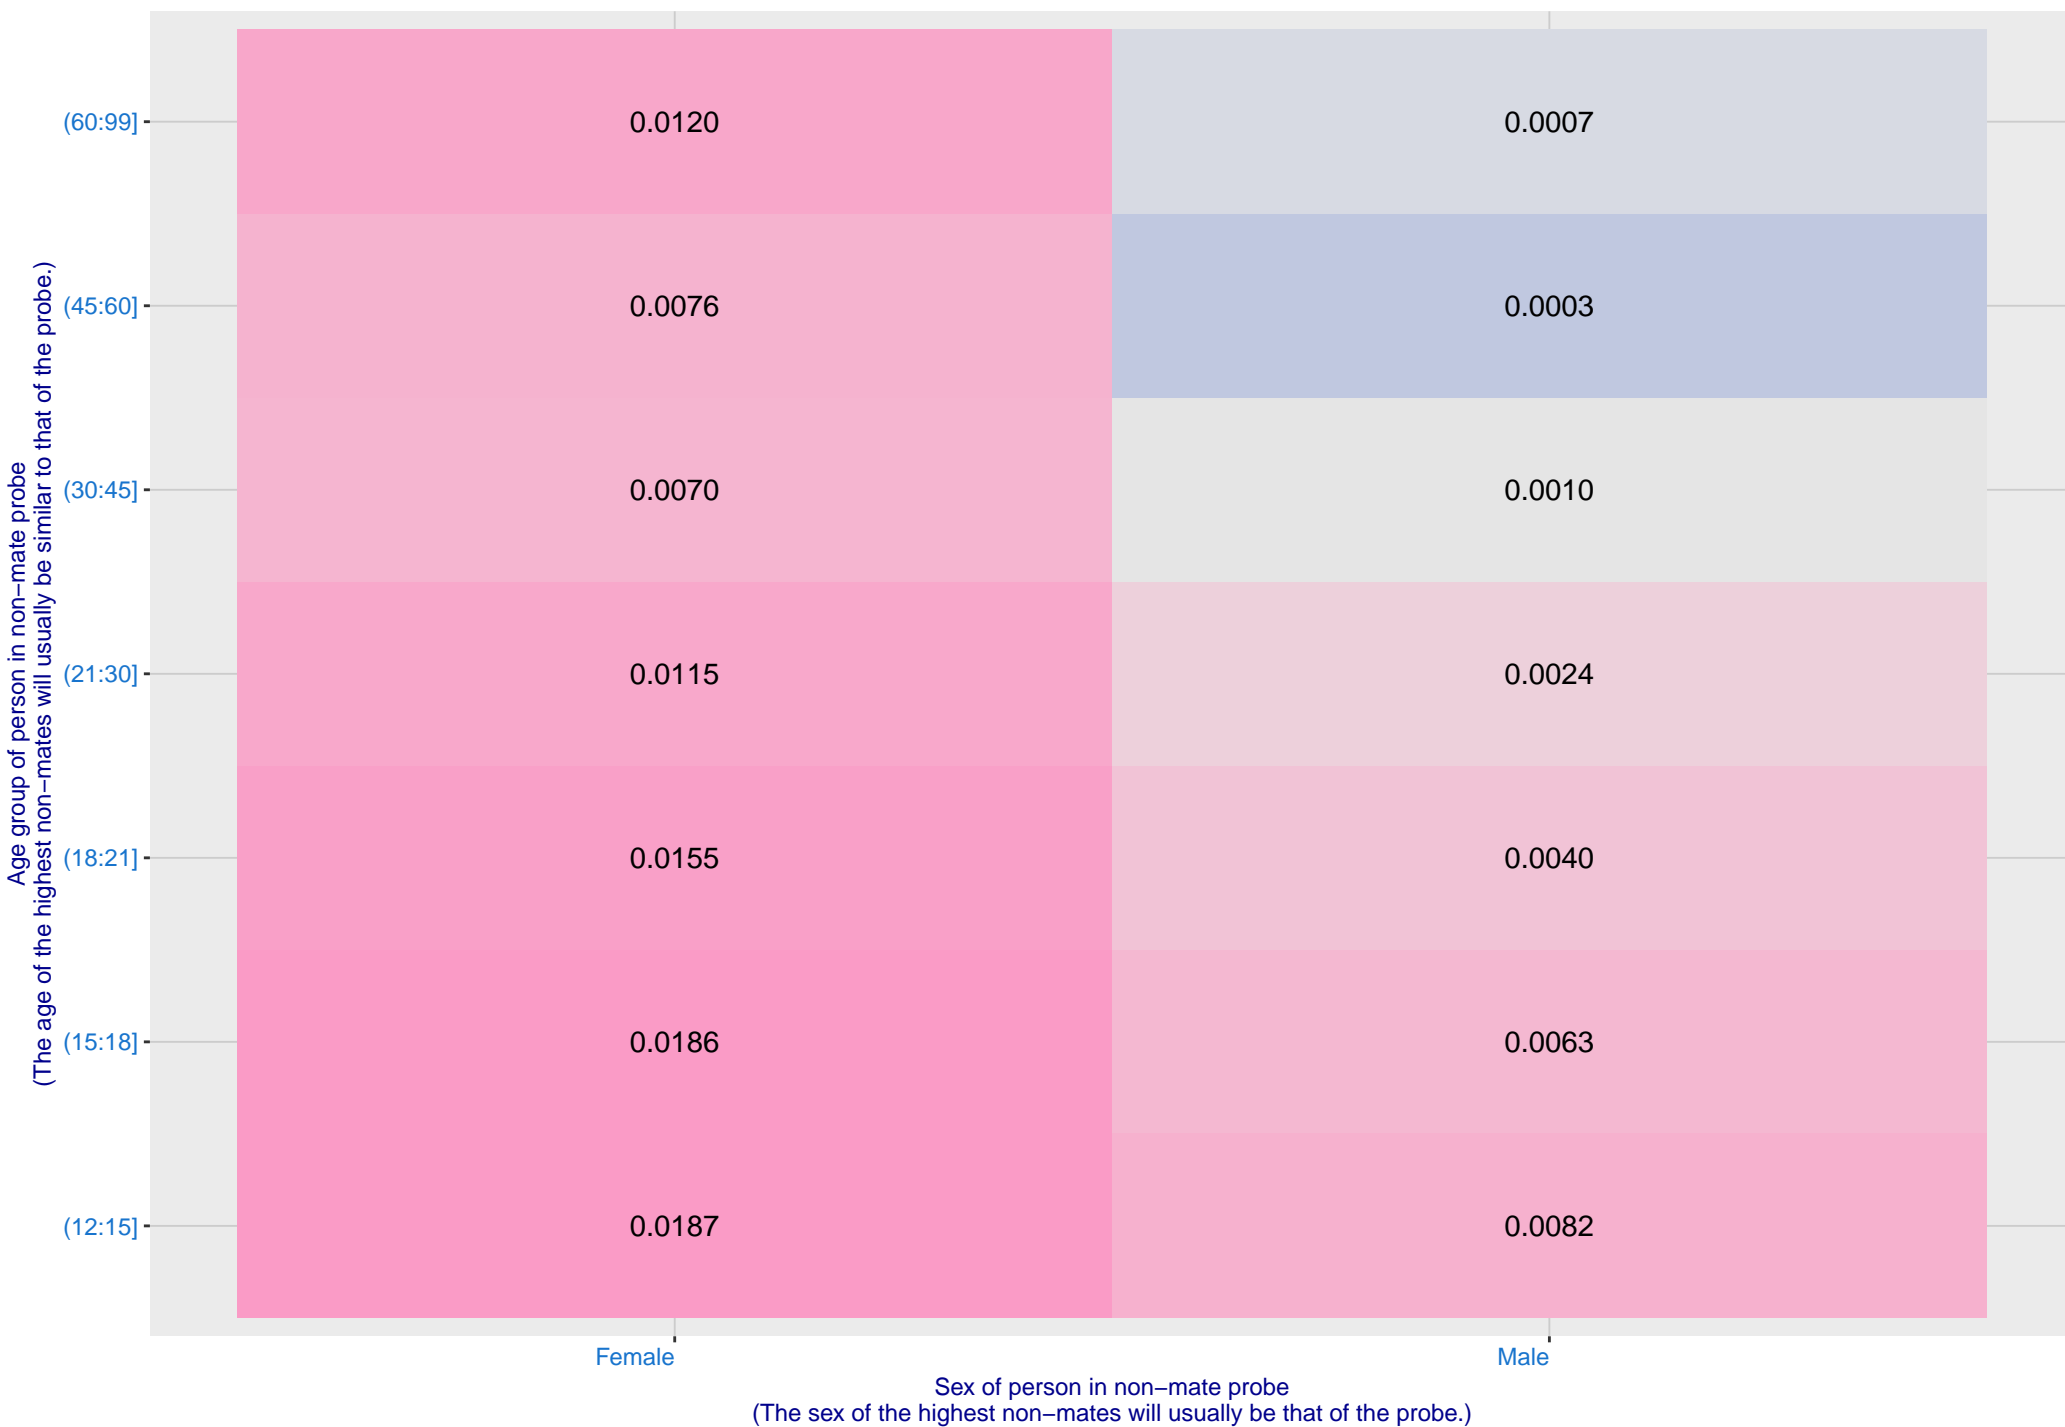 Age group of person in non−mate probe
(The age of the highest non−mates will usually be similar to that of the probe.)
(60:99] 0.0120 0.0007
(45:60] 0.0076 0.0003
(30:45] 0.0070 0.0010
(21:30] 0.0115 0.0024
(18:21] 0.0155 0.0040
(15:18] 0.0186 0.0063
(12:15] 0.0187 0.0082
Female Male
Sex of person in non−mate probe
(The sex of the highest non−mates will usually be that of the probe.)